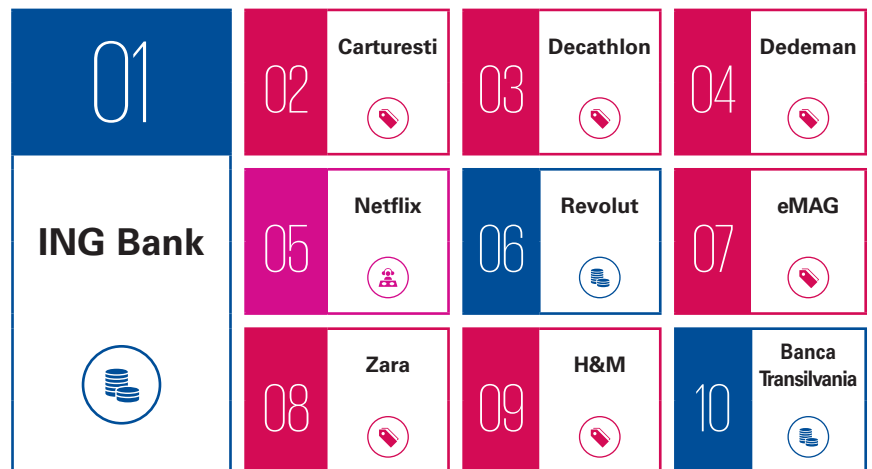 01
ING Bank
02
Carturesti
03
Decathlon
04
Dedeman
05
Netflix
06
Revolut
07
eMAG
08
Zara
09
H&M
10
Banca
Transilvania